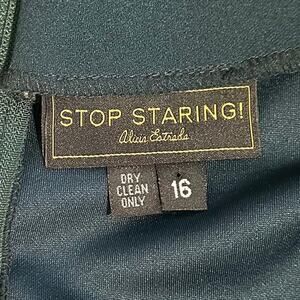 STOP STARING!
Alicia Estrada
DRY
CLEAN
ONLY
16